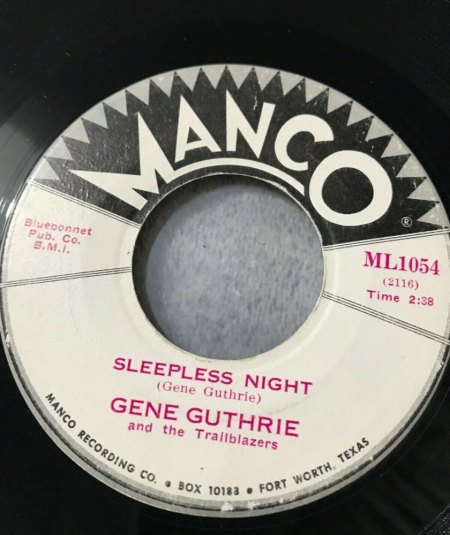 MANCO
®
Bluebonnet
Pub. Co.
B.M.I.
ML1054
(2116)
Time 2:38
SLEEPLESS NIGHT
(Gene Guthrie)
GENE GUTHRIE
and the Trailblazers
MANCO RECORDING CO. • BOX 10183 • FORT WORTH, TEXAS